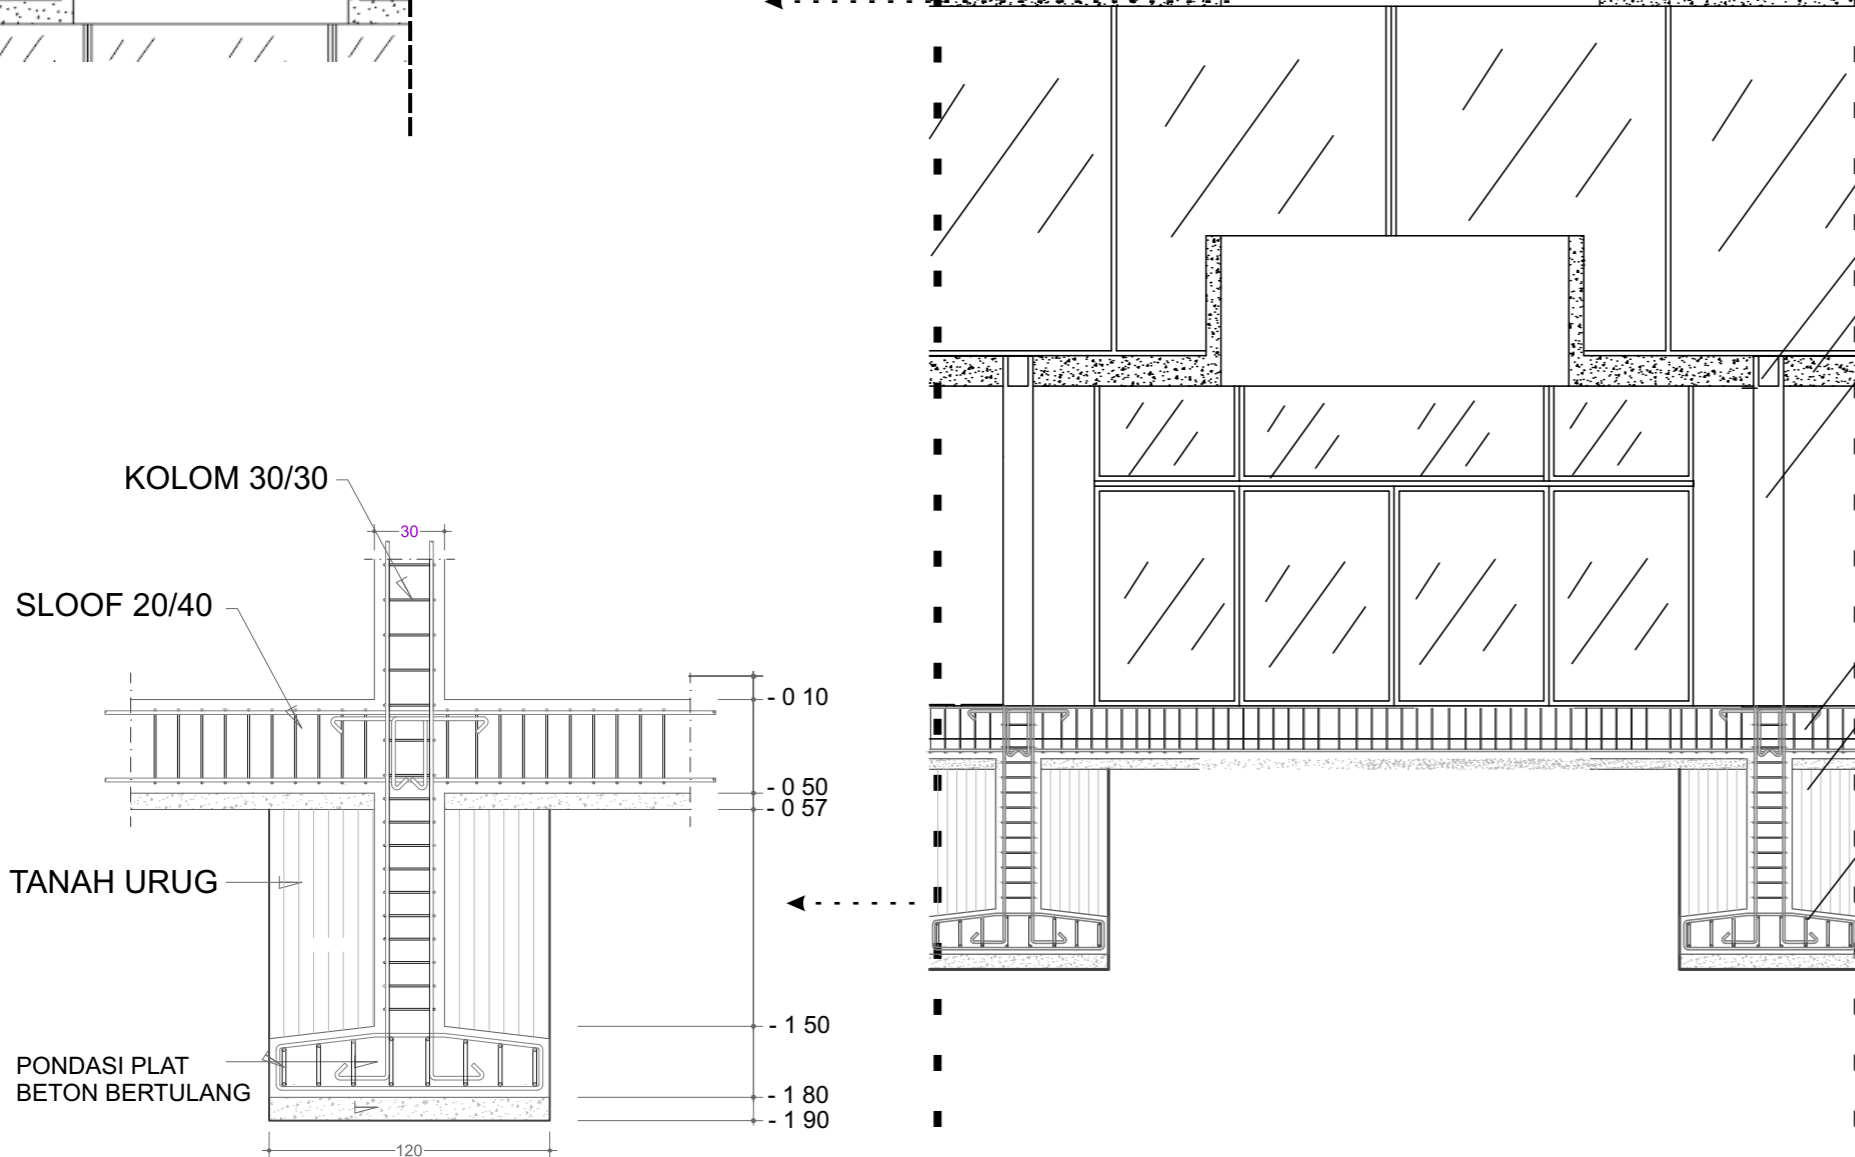 KOLOM 30/30
30
SLOOF 20/40
- 0 10
- 0 50
- 0 57
TANAH URUG
- 1 50
PONDASI PLAT
BETON BERTULANG
- 1 80
- 1 90
120